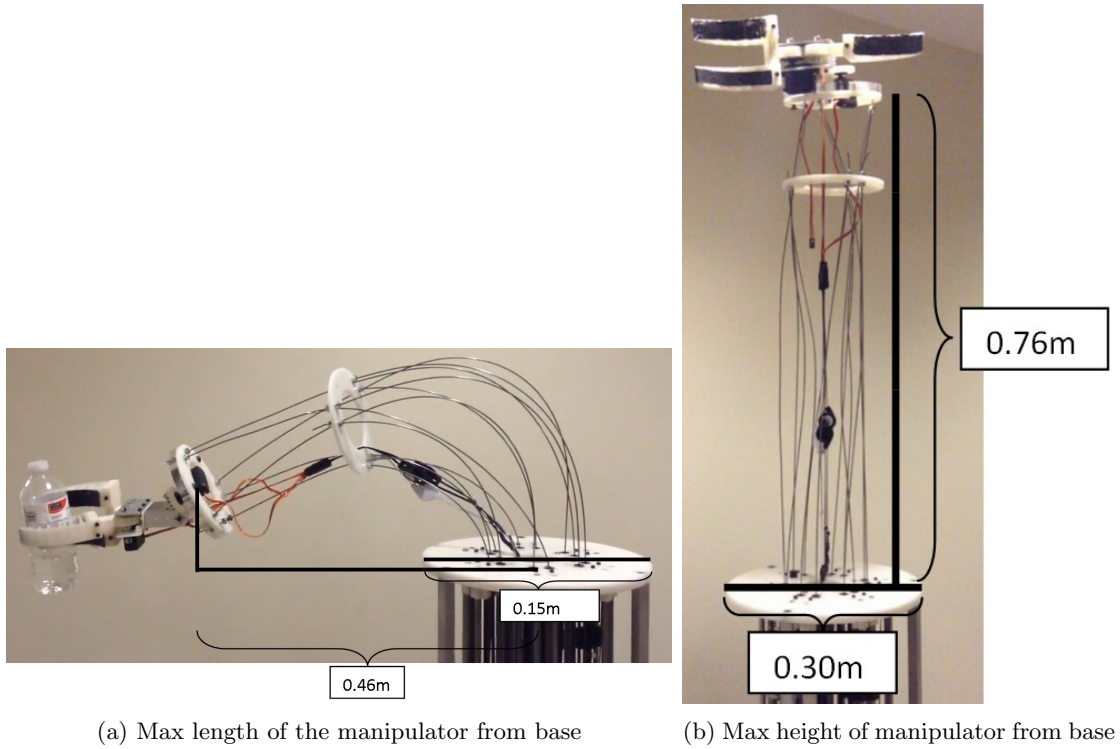 0.76m
0.15m
0.30m
0.46m
(a) Max length of the manipulator from base
(b) Max height of manipulator from base